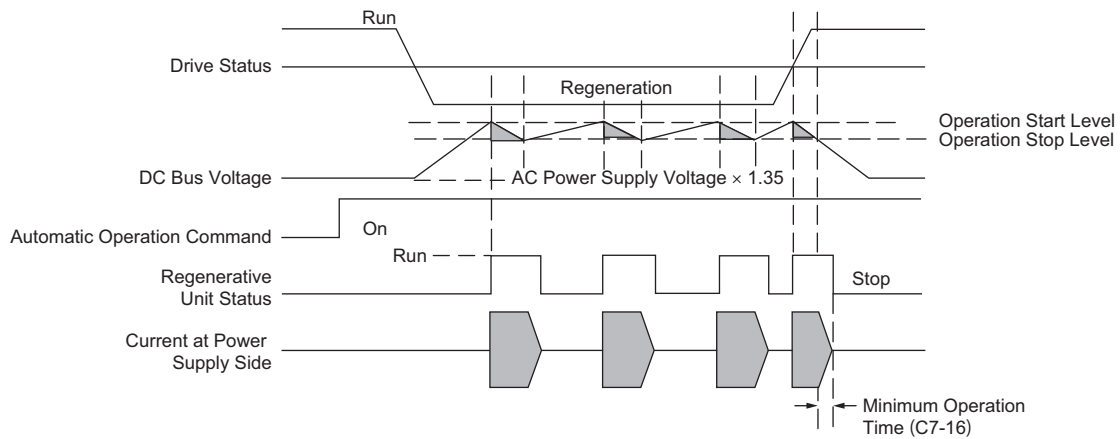 Run
Drive Status
Regeneration
Operation Start Level
Operation Stop Level
DC Bus Voltage
AC Power Supply Voltage × 1.35
Automatic Operation Command
On
Run
Regenerative
Unit Status
Stop
Current at Power
Supply Side
Minimum Operation
Time (C7-16)